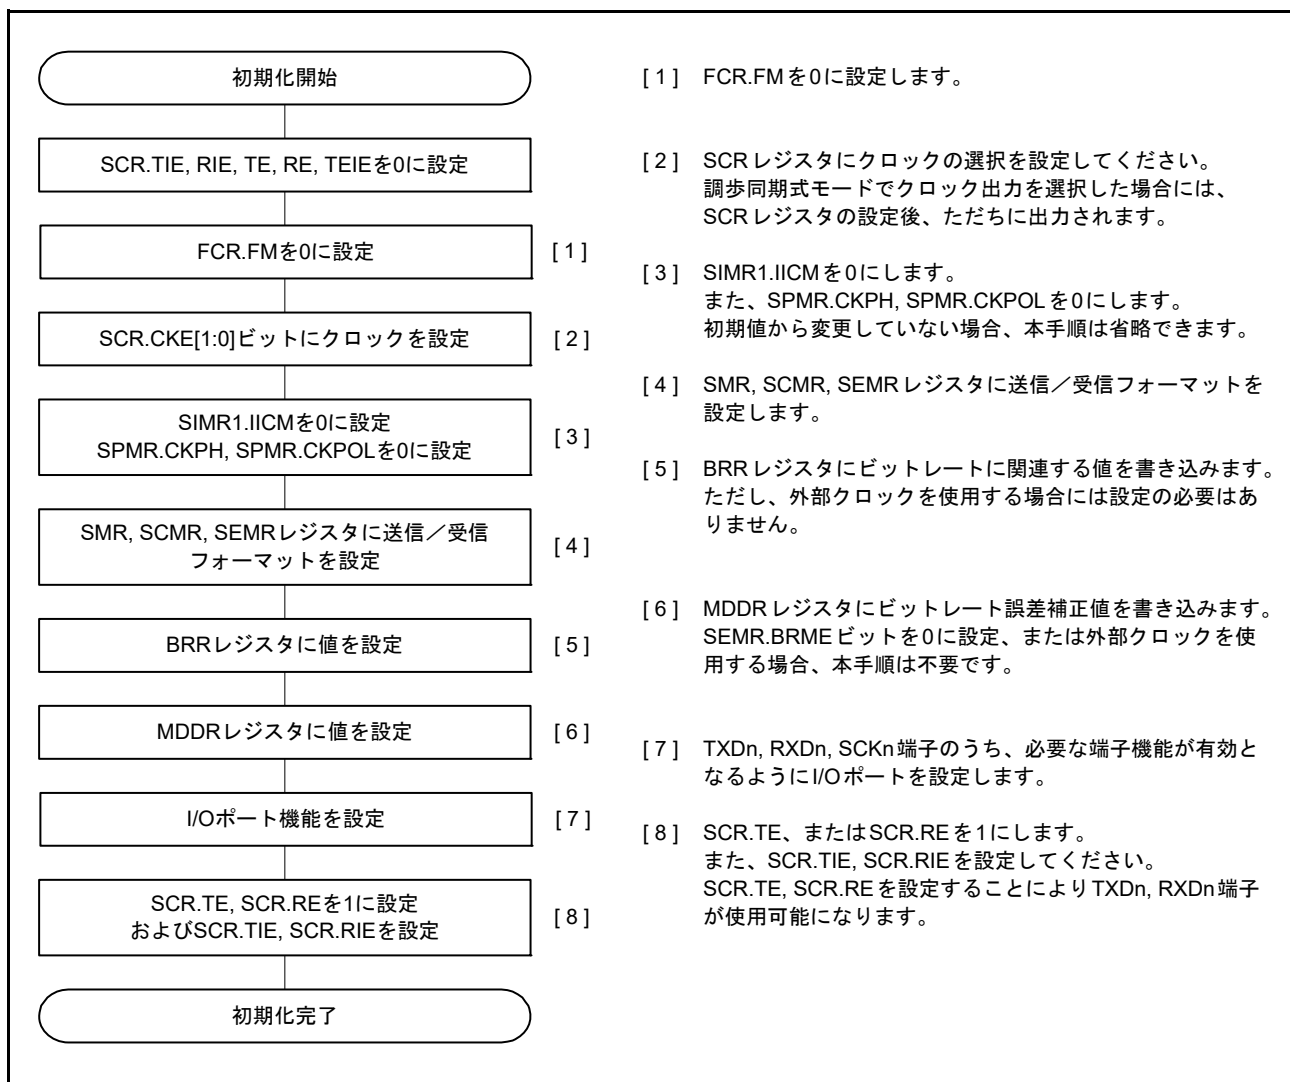 初期化開始
SCR.TIE, RIE, TE, RE, TEIEを0に設定
FCR.FMを0に設定
[ 1 ]
SCR.CKE[1:0]ビットにクロックを設定
[ 2 ]
SIMR1.IICMを0に設定
SPMR.CKPH, SPMR.CKPOLを0に設定
[ 3 ]
SMR, SCMR, SEMRレジスタに送信／受信
フォーマットを設定
[ 4 ]
BRRレジスタに値を設定
[ 5 ]
MDDRレジスタに値を設定
[ 6 ]
I/Oポート機能を設定
[ 7 ]
SCR.TE, SCR.REを1に設定
およびSCR.TIE, SCR.RIEを設定
[ 8 ]
初期化完了
[ 1 ] FCR.FMを0に設定します。
[ 2 ] SCRレジスタにクロックの選択を設定してください。
調歩同期式モードでクロック出力を選択した場合には、
SCRレジスタの設定後、ただちに出力されます。
[ 3 ] SIMR1.IICMを0にします。
また、SPMR.CKPH, SPMR.CKPOLを0にします。
初期値から変更していない場合、本手順は省略できます。
[ 4 ] SMR, SCMR, SEMRレジスタに送信／受信フォーマットを
設定します。
[ 5 ] BRRレジスタにビットレートに関連する値を書き込みます。
ただし、外部クロックを使用する場合には設定の必要はあ
りません。
[ 6 ] MDDRレジスタにビットレート誤差補正値を書き込みます。
SEMR.BRMEビットを0に設定、または外部クロックを使
用する場合、本手順は不要です。
[ 7 ] TXDn, RXDn, SCKn端子のうち、必要な端子機能が有効と
なるようにI/Oポートを設定します。
[ 8 ] SCR.TE、またはSCR.REを1にします。
また、SCR.TIE, SCR.RIEを設定してください。
SCR.TE, SCR.REを設定することによりTXDn, RXDn端子
が使用可能になります。